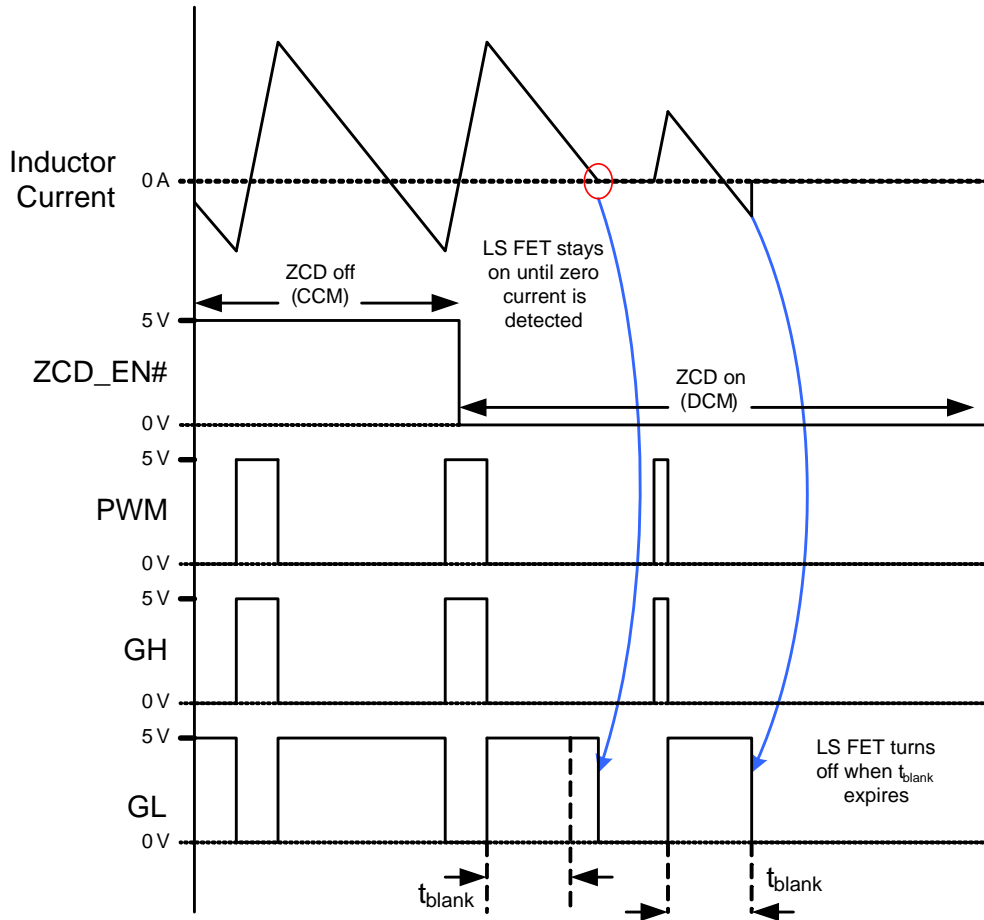 Inductor
Current
0 A
LS FET stays
on until zero
current is
detected
ZCD off
(CCM)
5 V
ZCD_EN#
0 V
ZCD on
(DCM)
5 V
PWM
0 V
5 V
GH
0 V
5 V
GL
0 V
LS FET turns
off when tblank
expires
tblank
tblank